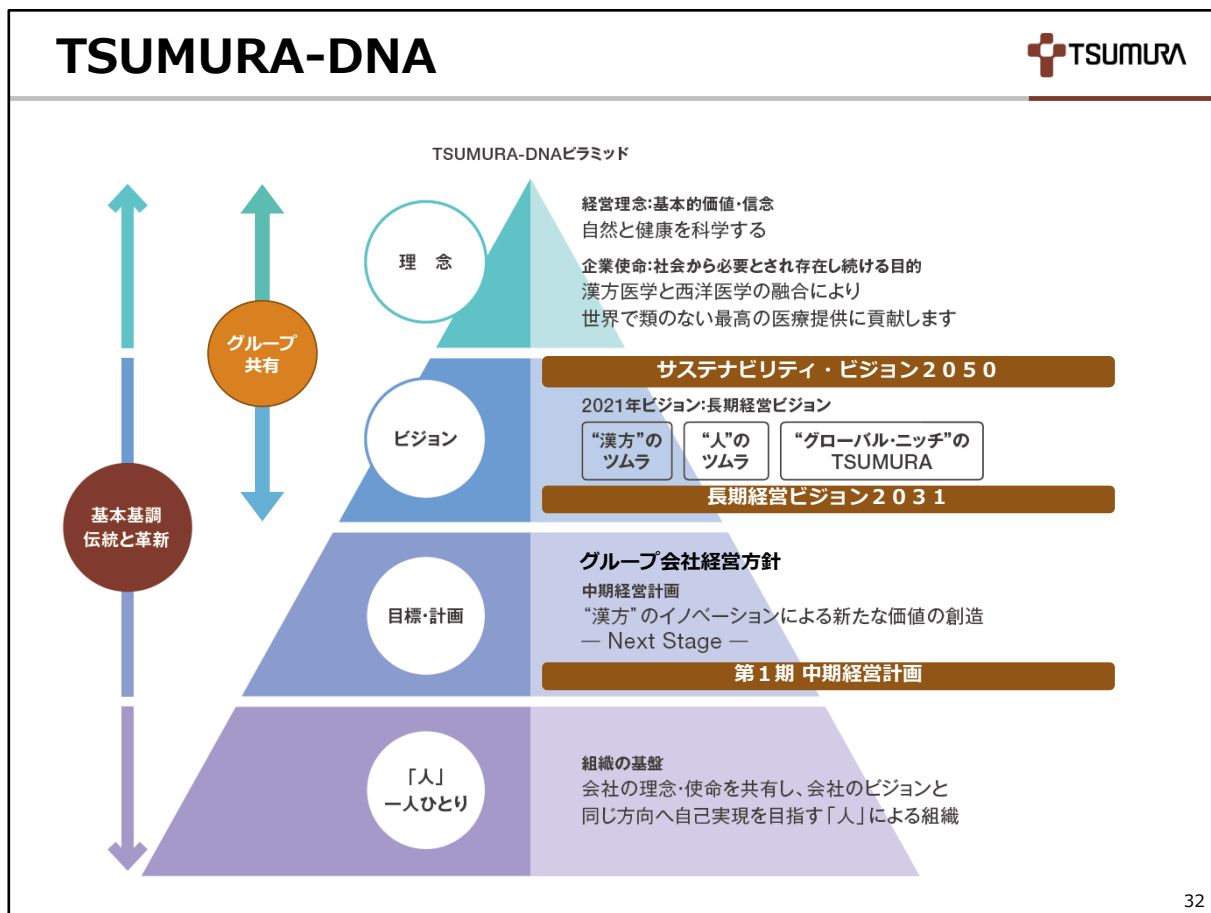 TSUMURA-DNA
TSUMURA
TSUMURA-DNAピラミッド
理　念
経営理念:基本的価値・信念
自然と健康を科学する
企業使命:社会から必要とされ存在し続ける目的
漢方医学と西洋医学の融合により
世界で類のない最高の医療提供に貢献します
グループ
共有
サステナビリティ・ビジョン２０５０
ビジョン
2021年ビジョン:長期経営ビジョン
“漢方”の
ツムラ
“人”の
ツムラ
“グローバル・ニッチ”の
TSUMURA
長期経営ビジョン２０３１
基本基調
伝統と革新
目標・計画
グループ会社経営方針
中期経営計画
“漢方”のイノベーションによる新たな価値の創造
― Next Stage ―
第１期 中期経営計画
「人」
一人ひとり
組織の基盤
会社の理念・使命を共有し、会社のビジョンと
同じ方向へ自己実現を目指す「人」による組織
32